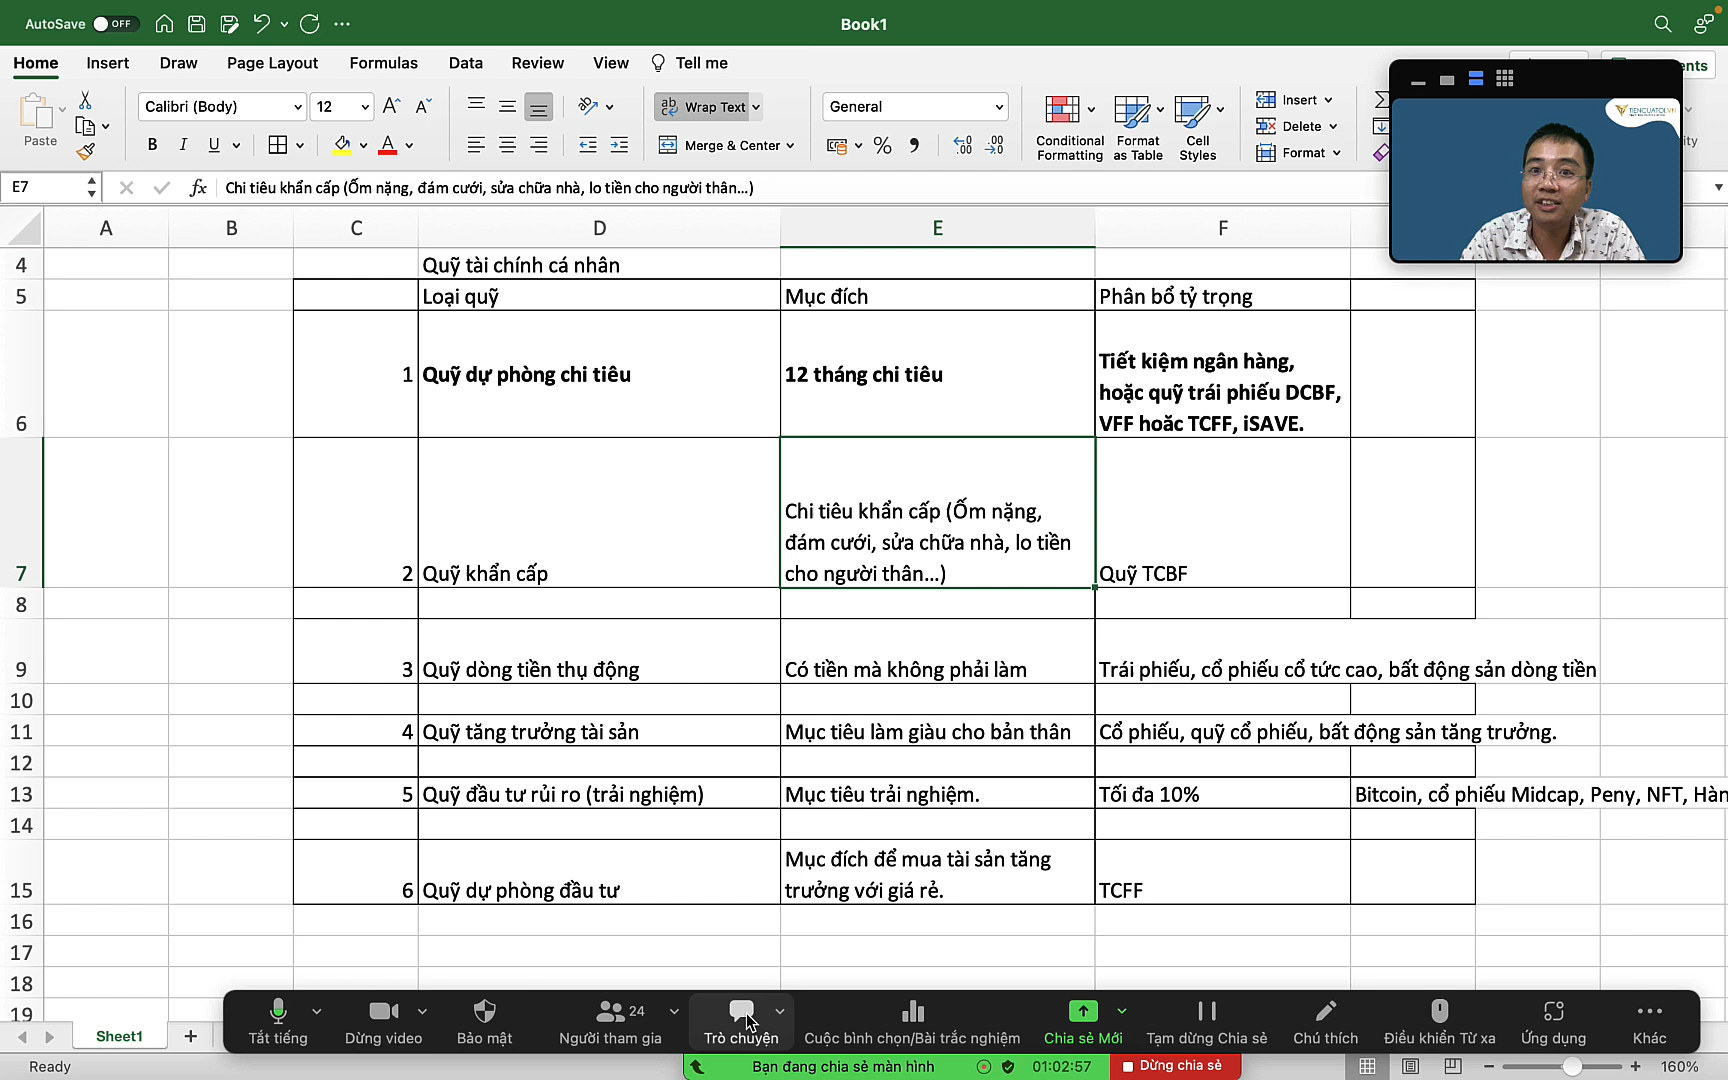 AutoSave OFF
Book1
Home Insert Draw Page Layout Formulas Data Review View Tell me
Paste
Calibri (Body) 12
B I U
Wrap Text
Merge & Center
General
Conditional Formatting
Format as Table
Cell Styles
Insert
Delete
Format
TIENCUATOI.VN
E7 fx Chi tiêu khẩn cấp (Ốm nặng, đám cưới, sửa chữa nhà, lo tiền cho người thân...)
A B C D E F
4 Quỹ tài chính cá nhân
5 Loại quỹ Mục đích Phân bổ tỷ trọng
6 1 Quỹ dự phòng chi tiêu 12 tháng chi tiêu Tiết kiệm ngân hàng,
hoặc quỹ trái phiếu DCBF,
VFF hoăc TCFF, iSAVE.
7 2 Quỹ khẩn cấp Chi tiêu khẩn cấp (Ốm nặng,
đám cưới, sửa chữa nhà, lo tiền
cho người thân...) Quỹ TCBF
8
9 3 Quỹ dòng tiền thụ động Có tiền mà không phải làm Trái phiếu, cổ phiếu cổ tức cao, bất động sản dòng tiền
10
11 4 Quỹ tăng trưởng tài sản Mục tiêu làm giàu cho bản thân Cổ phiếu, quỹ cổ phiếu, bất động sản tăng trưởng.
12
13 5 Quỹ đầu tư rủi ro (trải nghiệm) Mục tiêu trải nghiệm. Tối đa 10% Bitcoin, cổ phiếu Midcap, Peny, NFT, Hàn
14
15 6 Quỹ dự phòng đầu tư Mục đích để mua tài sản tăng
trưởng với giá rẻ. TCFF
16
17
18
19
Sheet1
Tắt tiếng Dừng video Bảo mật Người tham gia 24 Trò chuyện Cuộc bình chọn/Bài trắc nghiệm Chia sẻ Mới Tạm dừng Chia sẻ Chú thích Điều khiển Từ xa Ứng dụng Khác
Ready
Bạn đang chia sẻ màn hình 01:02:57 Dừng chia sẻ
160%